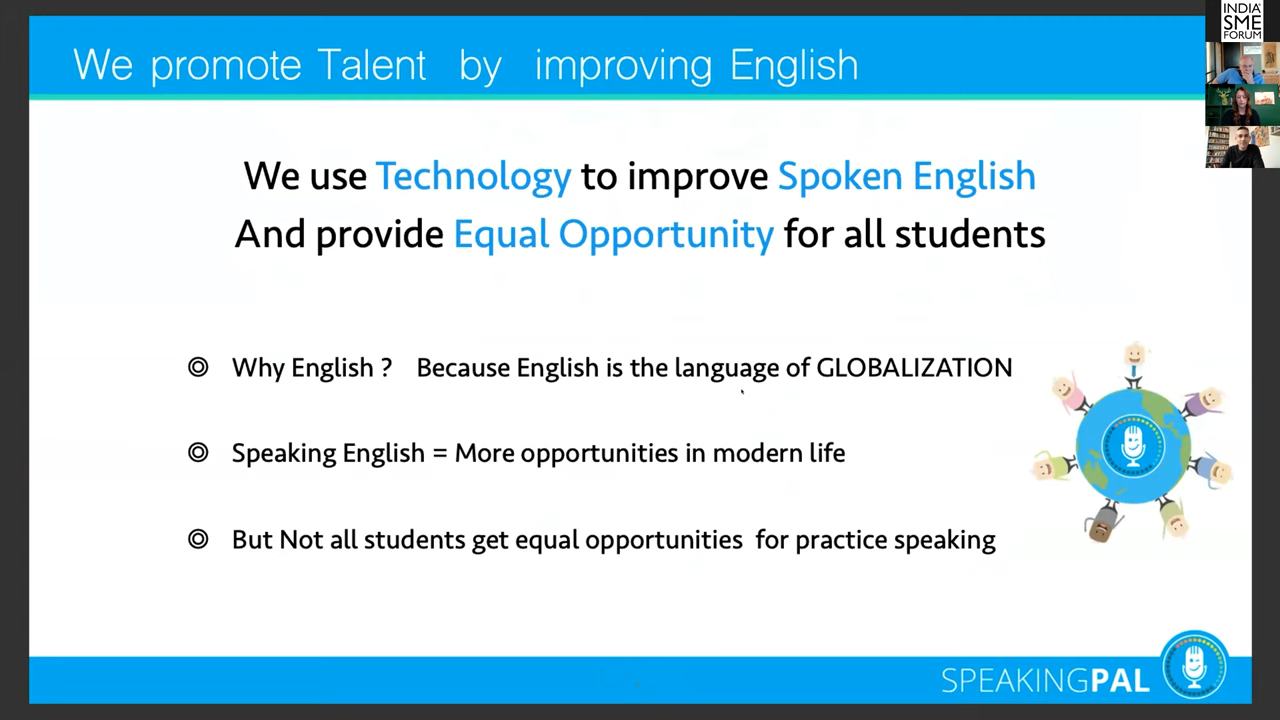 We promote Talent by improving English
INDIA
SME
FORUM
We use Technology to improve Spoken English
And provide Equal Opportunity for all students
Why English ? Because English is the language of GLOBALIZATION
Speaking English = More opportunities in modern life
But Not all students get equal opportunities for practice speaking
SPEAKINGPAL